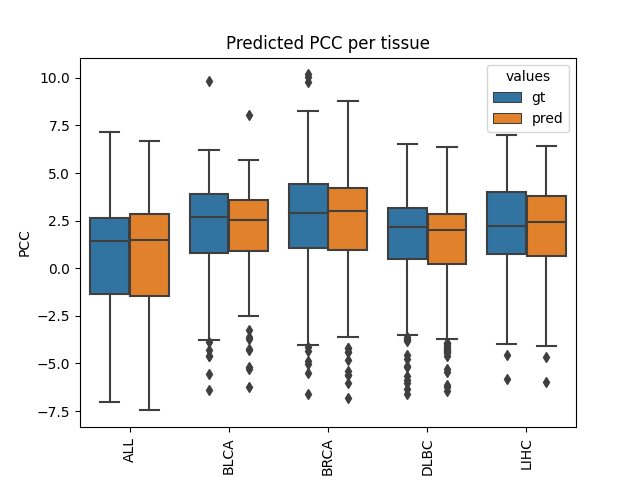 Predicted PCC per tissue
values
gt
pred
PCC
10.0
7.5
5.0
2.5
0.0
−2.5
−5.0
−7.5
ALL
BLCA
BRCA
DLBC
LIHC